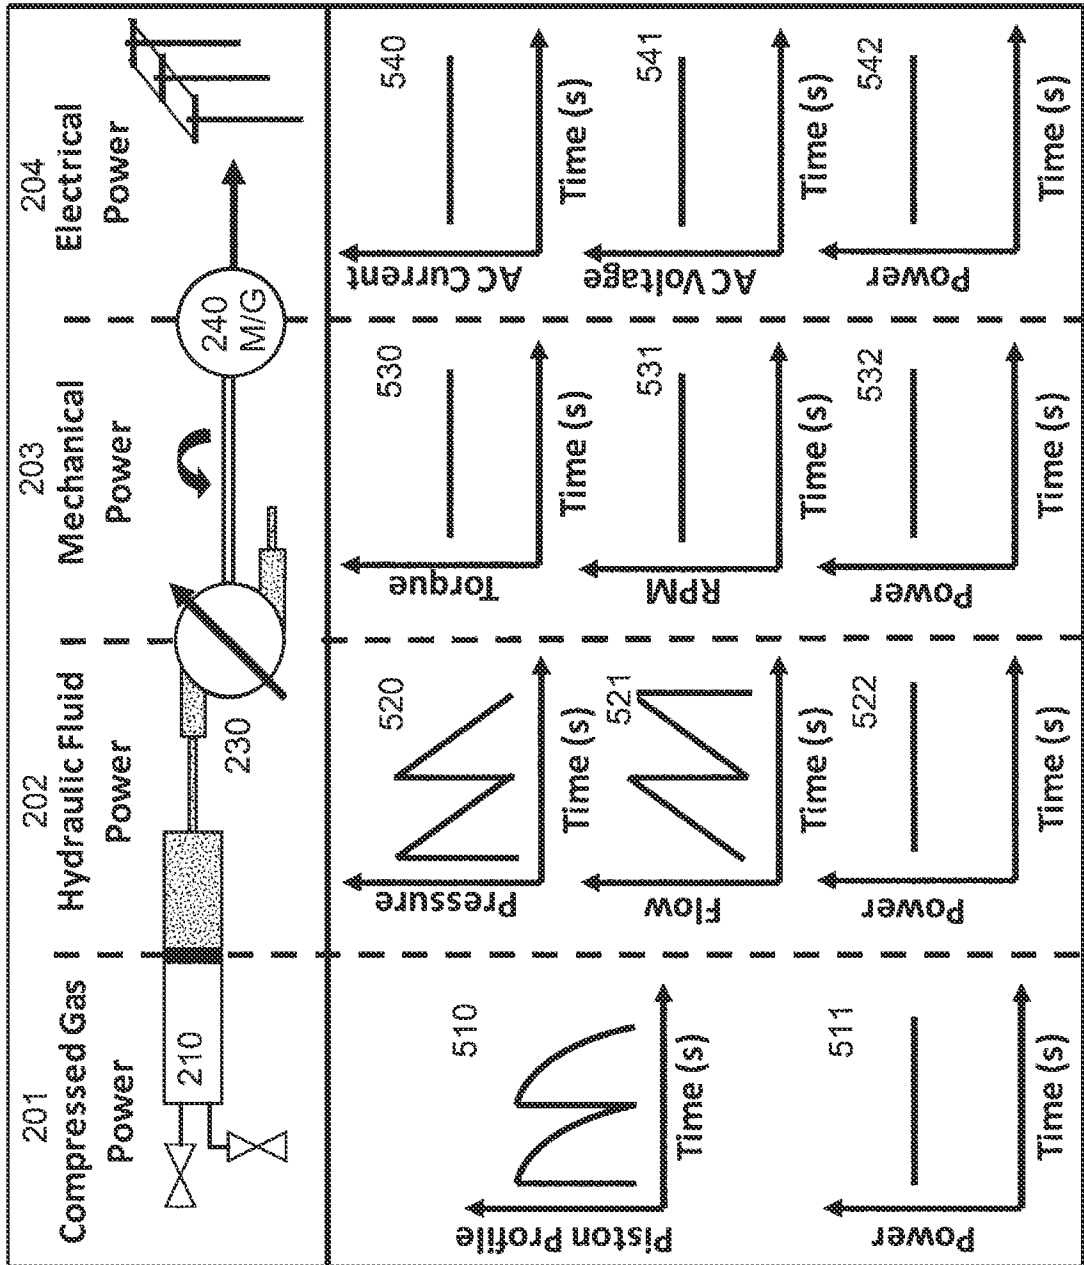 201
Compressed Gas
Power
202
Hydraulic Fluid
Power
203
Mechanical
Power
204
Electrical
Power
210
230
240
M/G
Piston Profile
510
Time (s)
Power
511
Time (s)
Pressure
520
Time (s)
Flow
521
Time (s)
Power
522
Time (s)
Torque
530
Time (s)
RPM
531
Time (s)
Power
532
Time (s)
AC Current
540
Time (s)
AC Voltage
541
Time (s)
Power
542
Time (s)